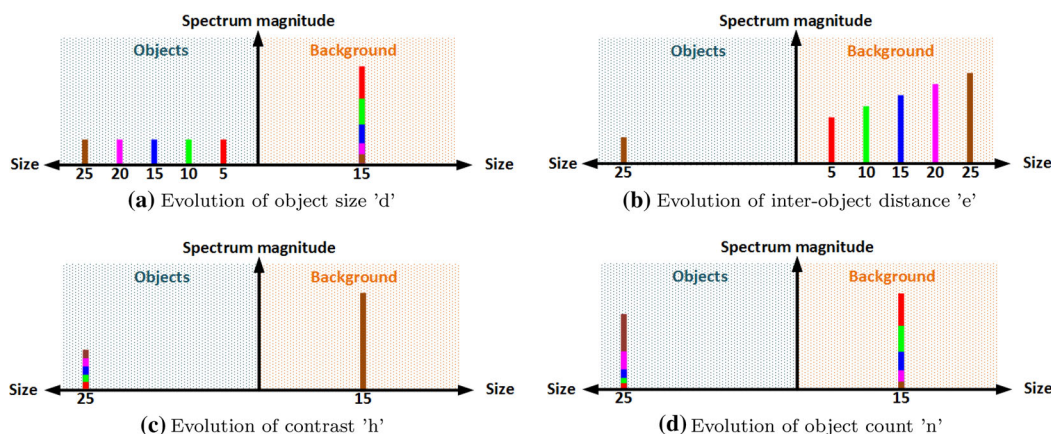 Spectrum magnitude
Objects
Background
Size
25 20 15 10 5
15
Size
(a) Evolution of object size 'd'
Spectrum magnitude
Objects
Background
Size
25
5 10 15 20 25
Size
(b) Evolution of inter-object distance 'e'
Spectrum magnitude
Objects
Background
Size
25
15
Size
(c) Evolution of contrast 'h'
Spectrum magnitude
Objects
Background
Size
25
15
Size
(d) Evolution of object count 'n'